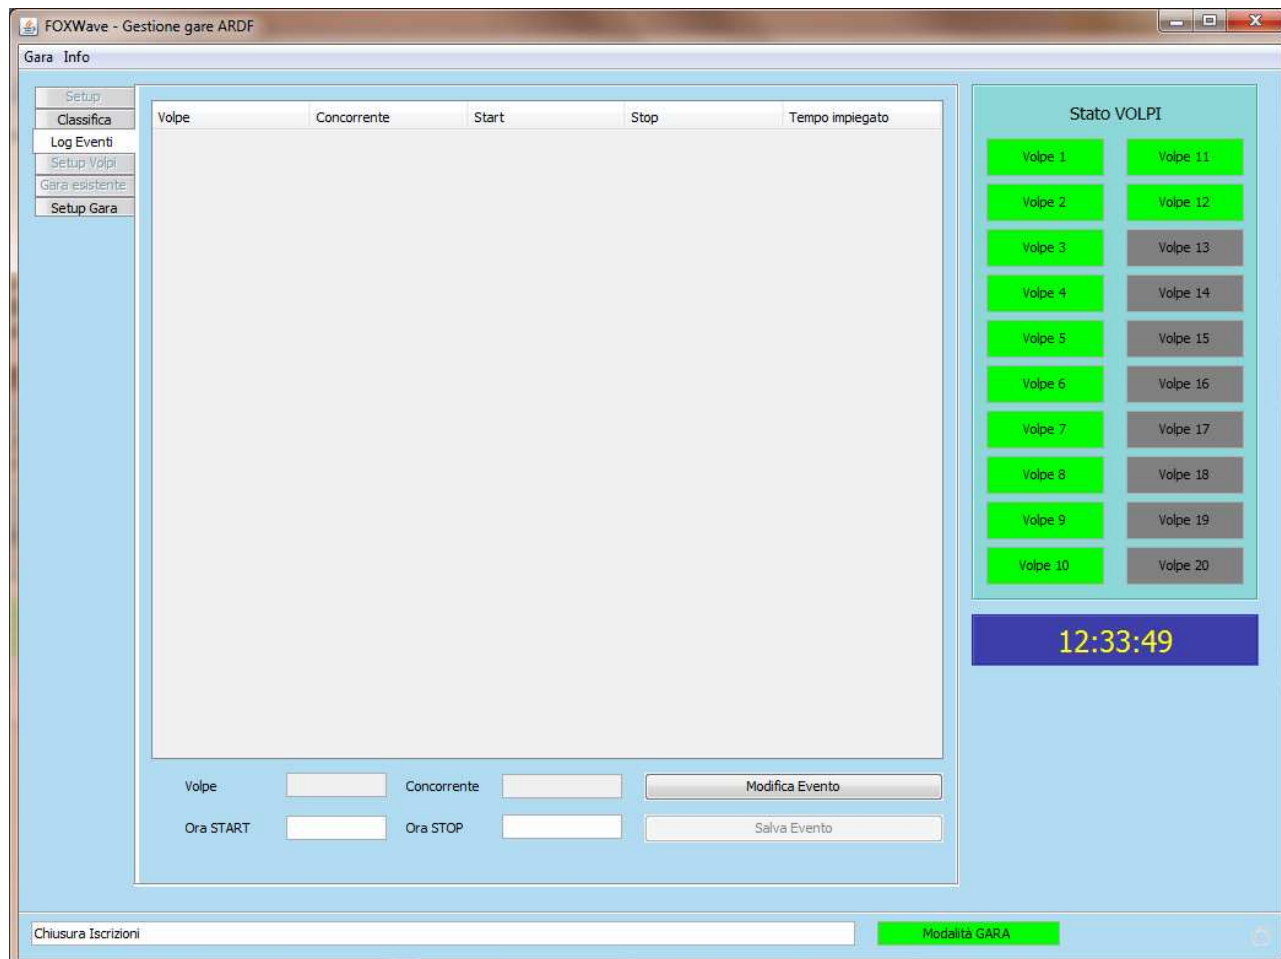 FOXWave - Gestione gare ARDF
Gara Info
Setup
Classifica
Log Eventi
Setup Volpi
Gara esistente
Setup Gara
Volpe Concorrente Start Stop Tempo impiegato
Volpe Concorrente Modifica Evento
Ora START Ora STOP Salva Evento
Stato VOLPI
Volpe 1 Volpe 11
Volpe 2 Volpe 12
Volpe 3 Volpe 13
Volpe 4 Volpe 14
Volpe 5 Volpe 15
Volpe 6 Volpe 16
Volpe 7 Volpe 17
Volpe 8 Volpe 18
Volpe 9 Volpe 19
Volpe 10 Volpe 20
12:33:49
Chiusura Iscrizioni Modalità GARA